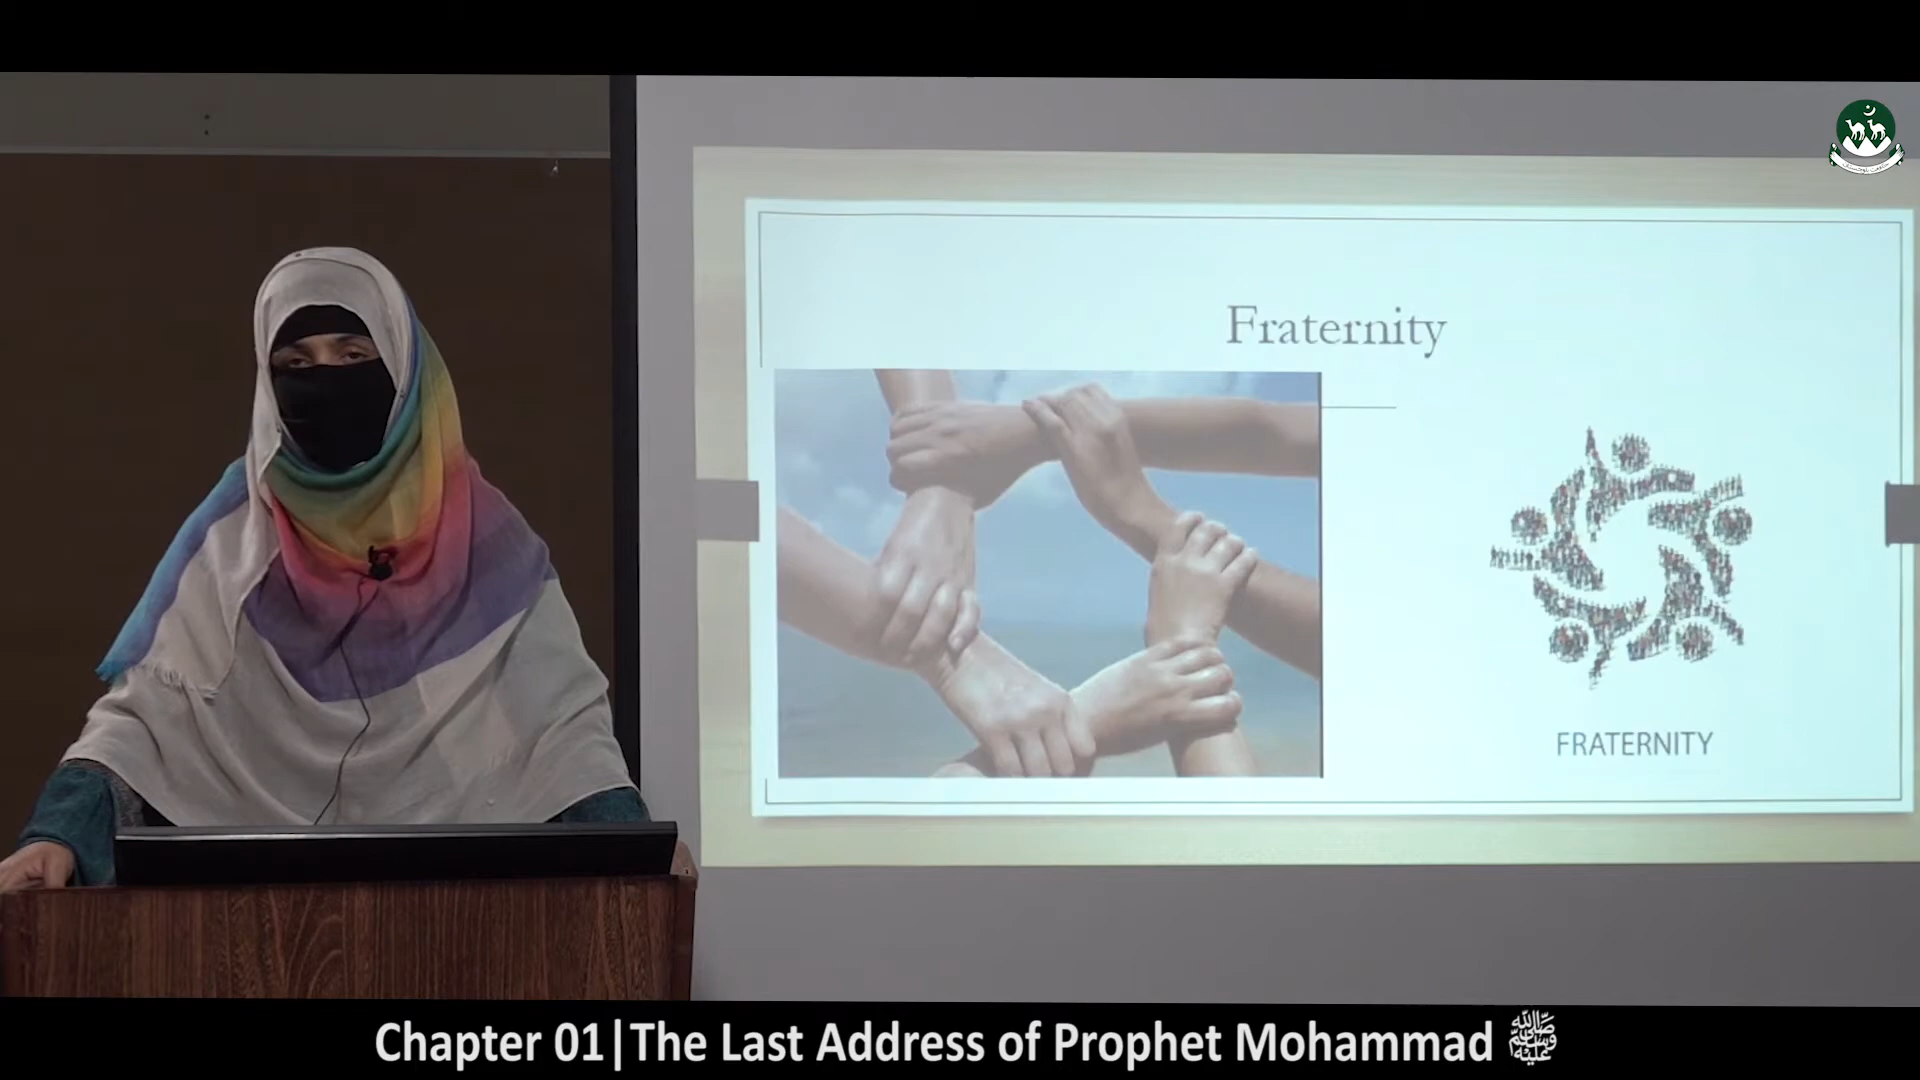 Fraternity
FRATERNITY
Chapter 01|The Last Address of Prophet Mohammad ﷺ